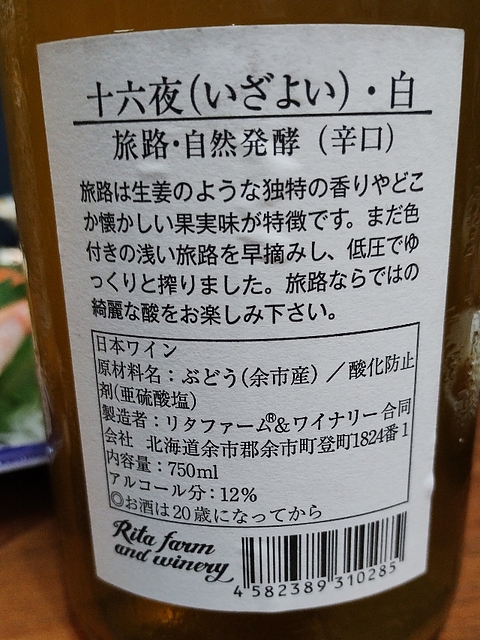 十六夜(いざよい)・白
旅路・自然発酵(辛口)
旅路は生姜のような独特の香りやどこ
か懐かしい果実味が特徴です。まだ色
付きの浅い旅路を早摘みし、低圧でゆ
っくりと搾りました。旅路ならではの
綺麗な酸をお楽しみ下さい。
日本ワイン
原材料名：ぶどう(余市産)／酸化防止
剤(亜硫酸塩)
製造者：リタファーム®&ワイナリー合同
会社 北海道余市郡余市町登町1824番1
内容量：750ml
アルコール分：12%
◎お酒は20歳になってから
Rita farm
and winery
4 582389 310285